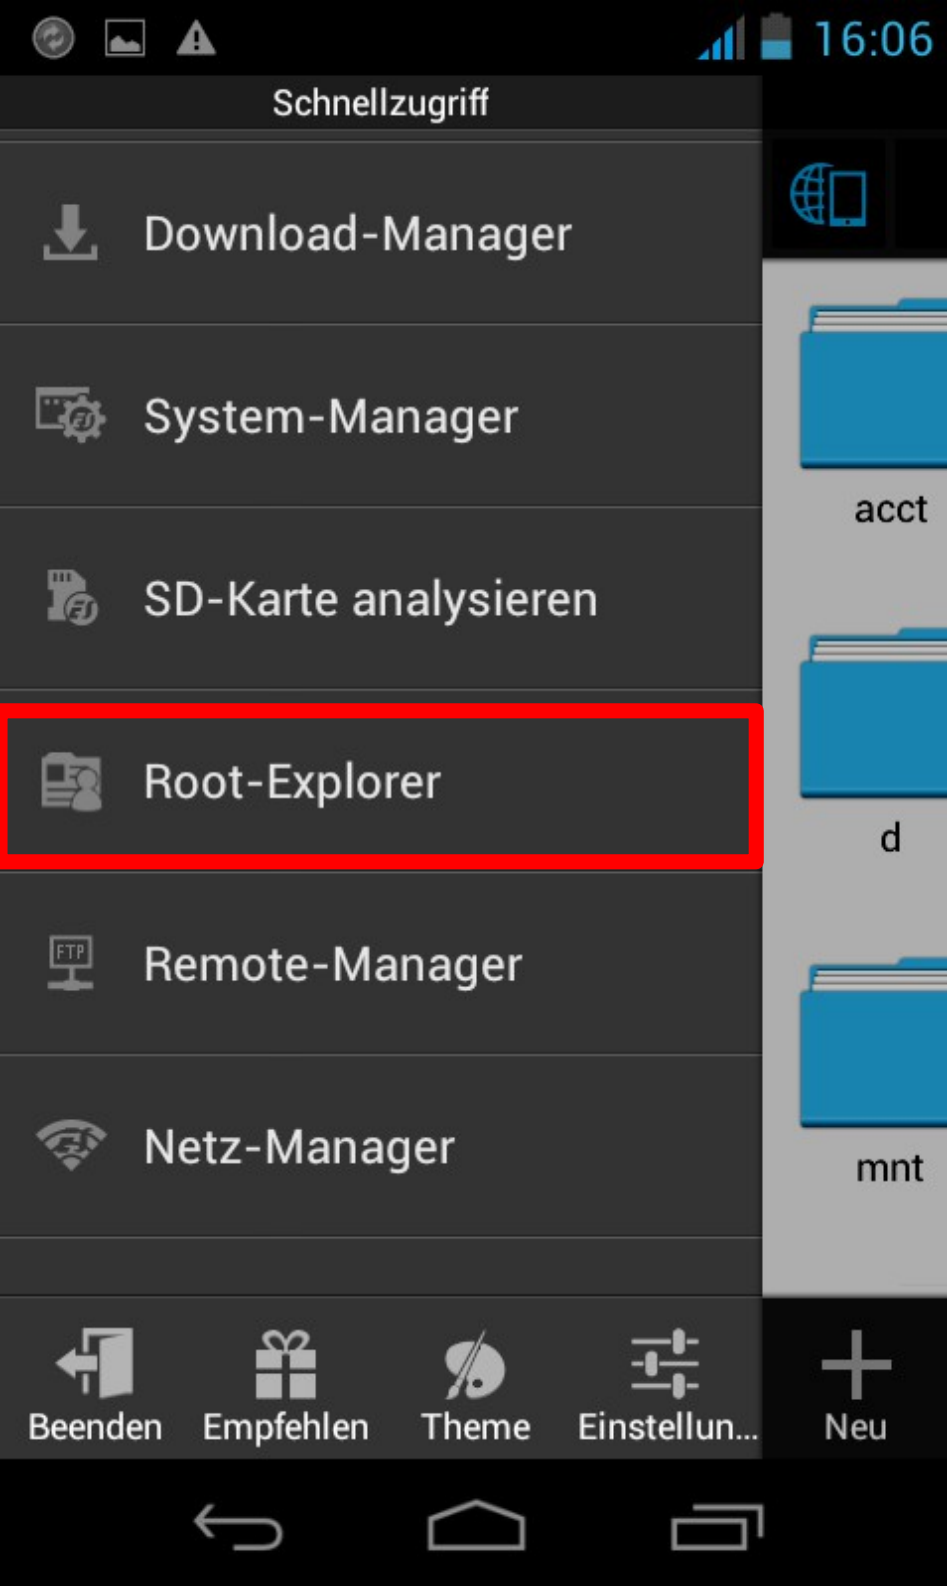 16:06
Schnellzugriff
Download-Manager
System-Manager
SD-Karte analysieren
Root-Explorer
FTP
Remote-Manager
Netz-Manager
acct
d
mnt
Beenden
Empfehlen
Theme
Einstellun...
Neu